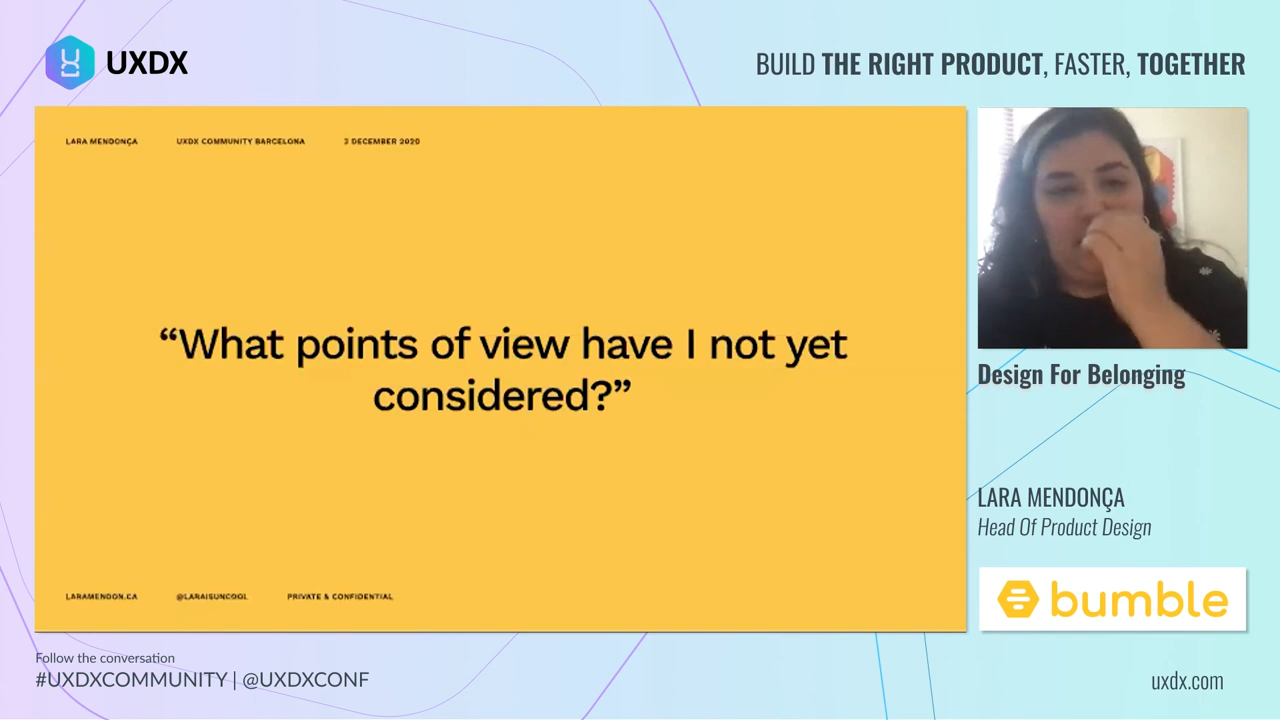 UXDX
BUILD THE RIGHT PRODUCT, FASTER, TOGETHER
LARA MENDONÇA UXDX COMMUNITY BARCELONA 3 DECEMBER 2020
“What points of view have I not yet
considered?”
LARAMENDON.CA @LARAISUNCOOL PRIVATE & CONFIDENTIAL
Design For Belonging
LARA MENDONÇA
Head Of Product Design
bumble
Follow the conversation
#UXDXCOMMUNITY | @UXDXCONF
uxdx.com